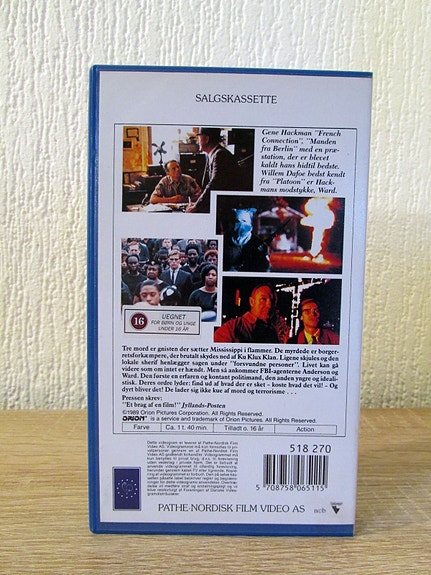 SALGSKASSETTE
Gene Hackman "French
Connection", "Manden
fra Berlin" med en præ-
station, der er blevet
kaldt hans hidtil bedste.
Willem Dafoe bedst kendt
fra "Platoon" er Hack-
mans modstykke, Ward.
16
UEGNET
FOR BØRN OG UNGE
UNDER 16 ÅR
Tre mord er gnisten der sætter Mississippi i flammer. De myrdede er borger-
retsforkæmpere, der brutalt skydes ned af Ku Klux Klan. Ligene skjules og den
lokale sherif henlægger sagen under "forsvundne personer". Livet kan gå
videre som om intet er hændt. Men så ankommer FBI-agenterne Anderson og
Ward. Den første en erfaren og kontant politimand, den anden yngre og ideali-
stisk. Deres ordre lyder: find ud af hvad der er sket - koste hvad det vil! - Og
dyrt bliver det! De lader sig ikke kue af mord og terrorisme . . .
Pressen skrev:
"Et brag af en film!" Jyllands-Posten
©1989 Orion Pictures Corporation. All Rights Reserved.
ORION is a service and trademark of Orion Pictures. All Rights Reserved.
Farve Ca. 1 t. 40 min. Tilladt o. 16 år Action
518 270
5 708758 065115
PATHE-NORDISK FILM VIDEO AS
ncb